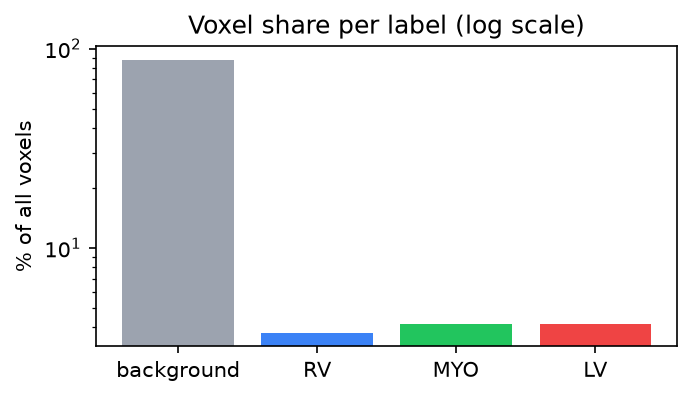 Voxel share per label (log scale)
% of all voxels
10²
10¹
background RV MYO LV